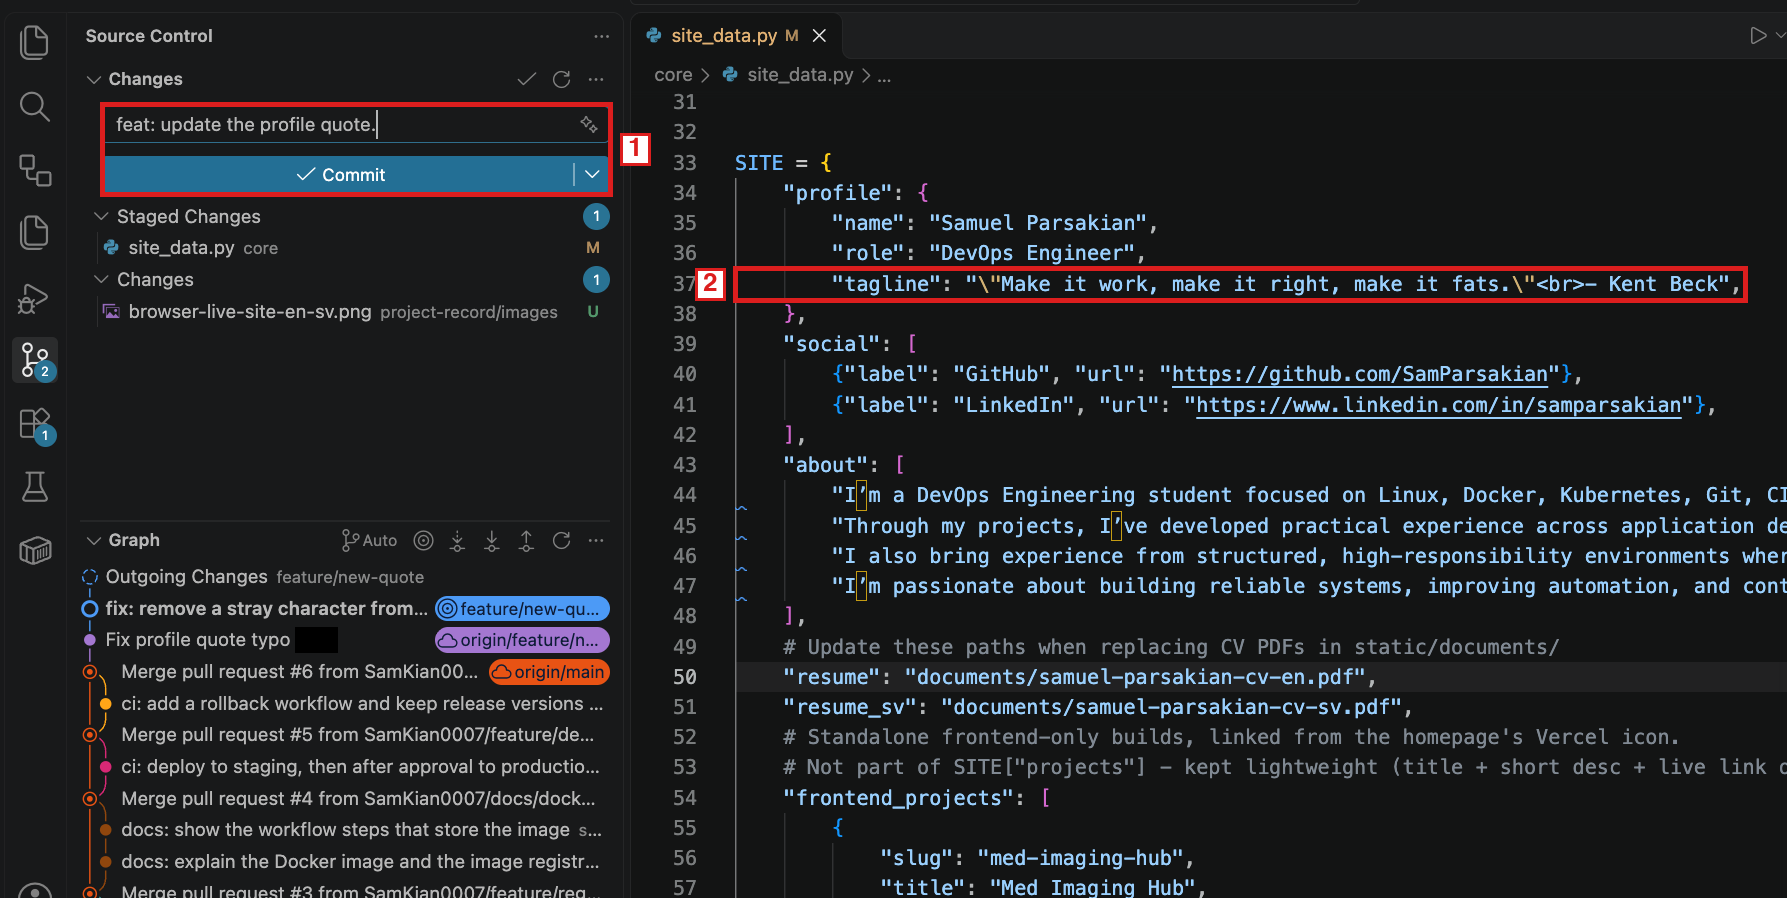 Source Control
Changes
feat: update the profile quote.
1
Commit
Staged Changes 1
site_data.py core M
Changes 1
browser-live-site-en-sv.png project-record/images U
2
1
Graph
Auto
Outgoing Changes feature/new-quote
fix: remove a stray character from... feature/new-qu...
Fix profile quote typo origin/feature/n...
Merge pull request #6 from SamKian00... origin/main
ci: add a rollback workflow and keep release versions ...
Merge pull request #5 from SamKian0007/feature/de...
ci: deploy to staging, then after approval to productio...
Merge pull request #4 from SamKian0007/docs/dock...
docs: show the workflow steps that store the image s...
docs: explain the Docker image and the image registr...
Merge pull request #3 from SamKian0007/feature/reg...
site_data.py M
core > site_data.py > ...
31
32
33 SITE = {
34 "profile": {
35 "name": "Samuel Parsakian",
36 "role": "DevOps Engineer",
37 2 "tagline": "\"Make it work, make it right, make it fats.\"<br>- Kent Beck",
38 },
39 "social": [
40 {"label": "GitHub", "url": "https://github.com/SamParsakian"},
41 {"label": "LinkedIn", "url": "https://www.linkedin.com/in/samparsakian"},
42 ],
43 "about": [
44 "I’m a DevOps Engineering student focused on Linux, Docker, Kubernetes, Git, CI
45 "Through my projects, I’ve developed practical experience across application de
46 "I also bring experience from structured, high-responsibility environments wher
47 "I’m passionate about building reliable systems, improving automation, and cont
48 ],
49 # Update these paths when replacing CV PDFs in static/documents/
50 "resume": "documents/samuel-parsakian-cv-en.pdf",
51 "resume_sv": "documents/samuel-parsakian-cv-sv.pdf",
52 # Standalone frontend-only builds, linked from the homepage's Vercel icon.
53 # Not part of SITE["projects"] - kept lightweight (title + short desc + live link o
54 "frontend_projects": [
55 {
56 "slug": "med-imaging-hub",
57 "title": "Med Imaging Hub",